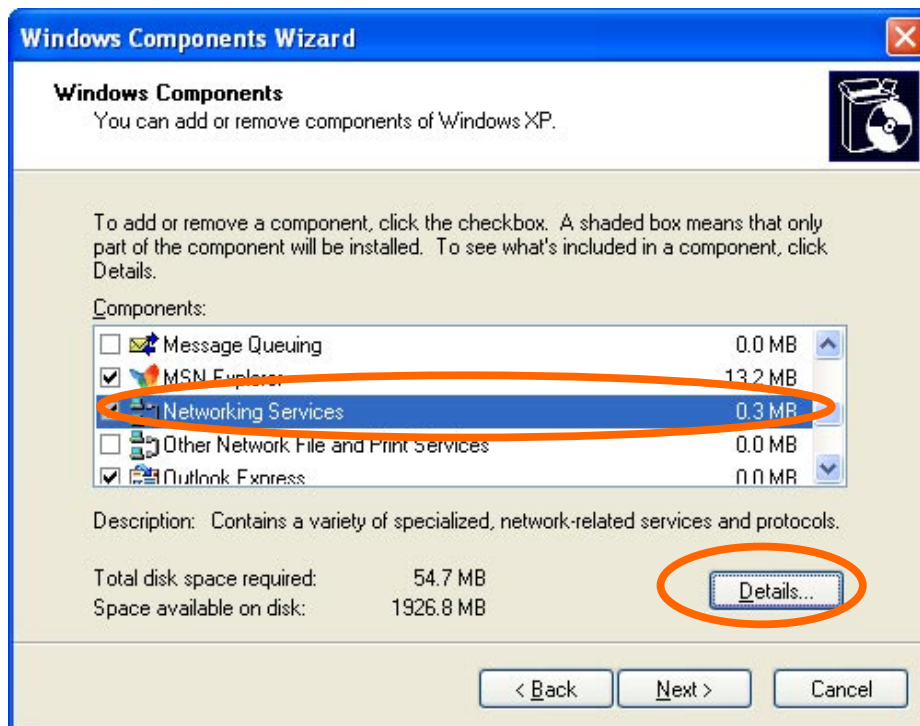 Windows Components Wizard
Windows Components
You can add or remove components of Windows XP.
To add or remove a component, click the checkbox. A shaded box means that only
part of the component will be installed. To see what's included in a component, click
Details.
Components:
Message Queuing 0.0 MB
MSN Explorer 13.2 MB
Networking Services 0.3 MB
Other Network File and Print Services 0.0 MB
Outlook Express 0.0 MB
Description: Contains a variety of specialized, network-related services and protocols.
Total disk space required: 54.7 MB
Space available on disk: 1926.8 MB
Details...
< Back Next > Cancel